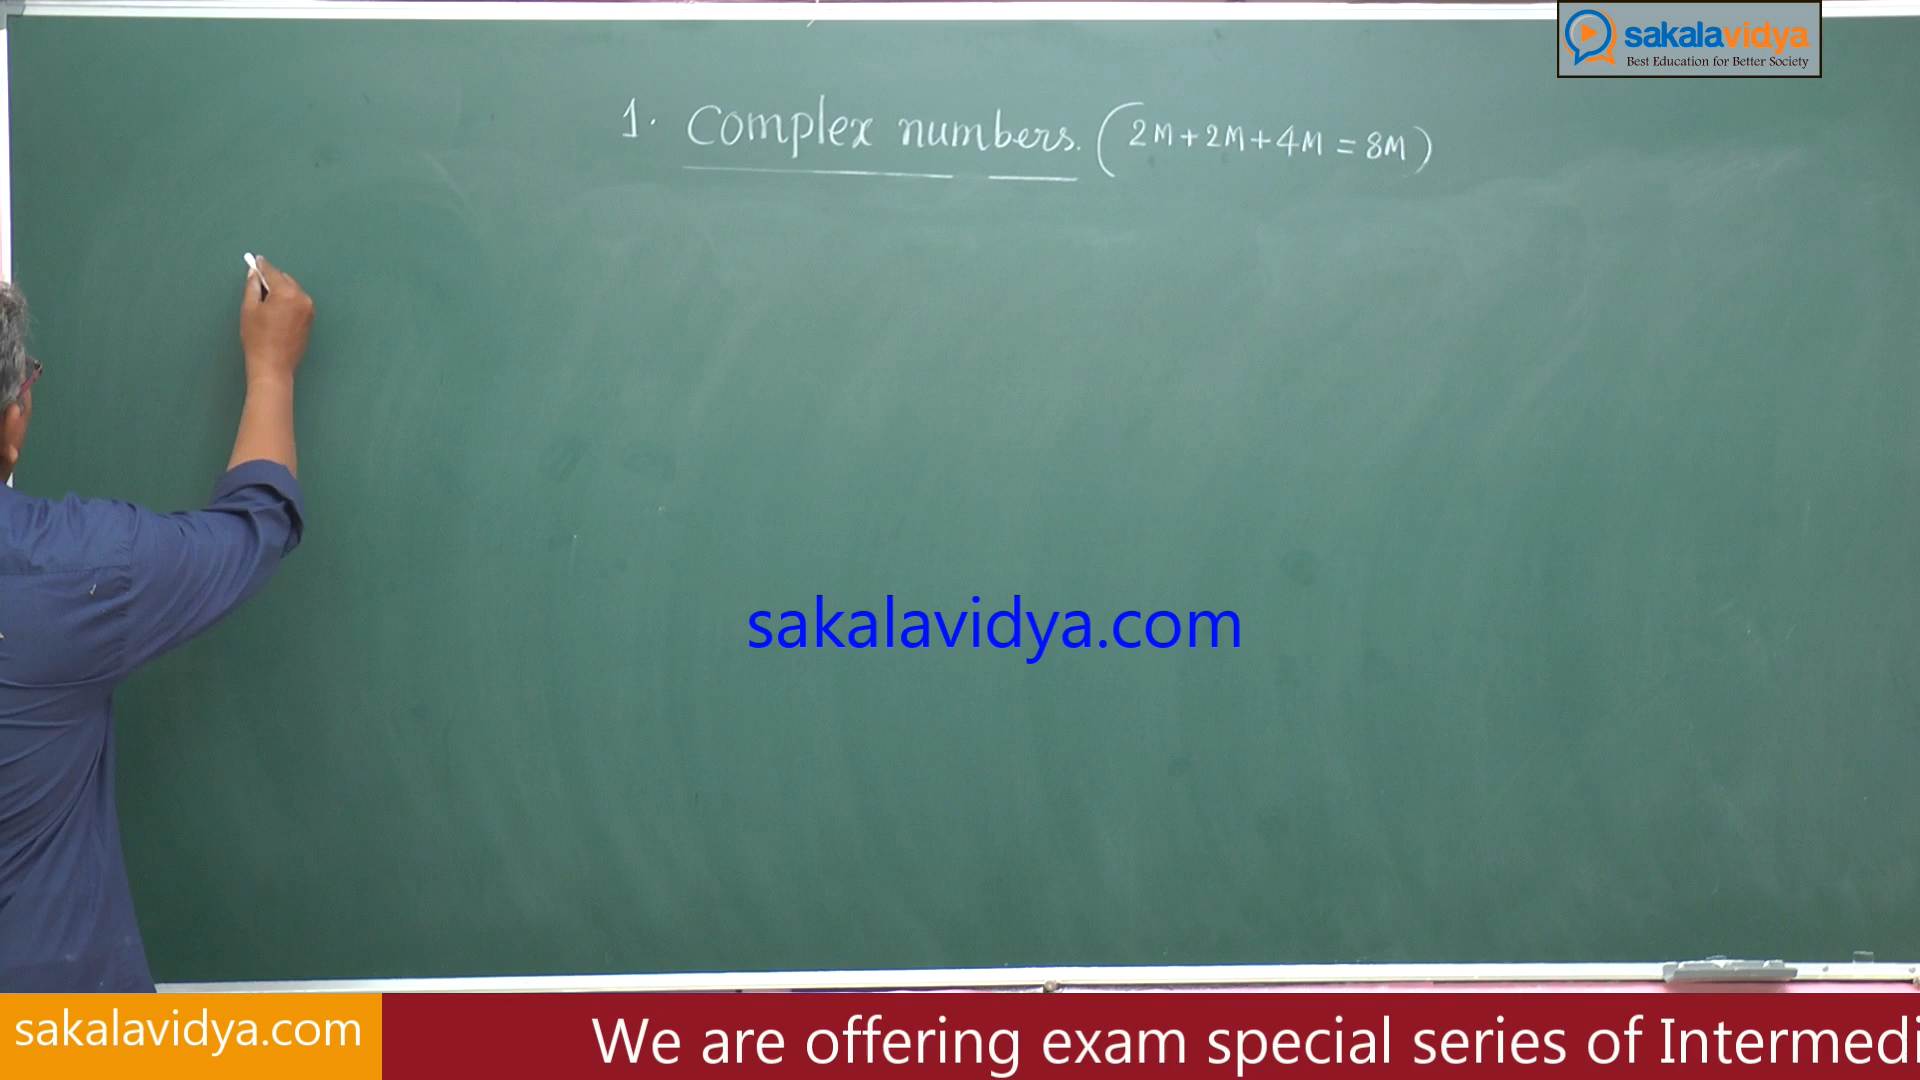 sakalavidya
Best Education for Better Society
1. Complex numbers. (2M+2M+4M = 8M)
sakalavidya.com
sakalavidya.com
We are offering exam special series of Intermedi